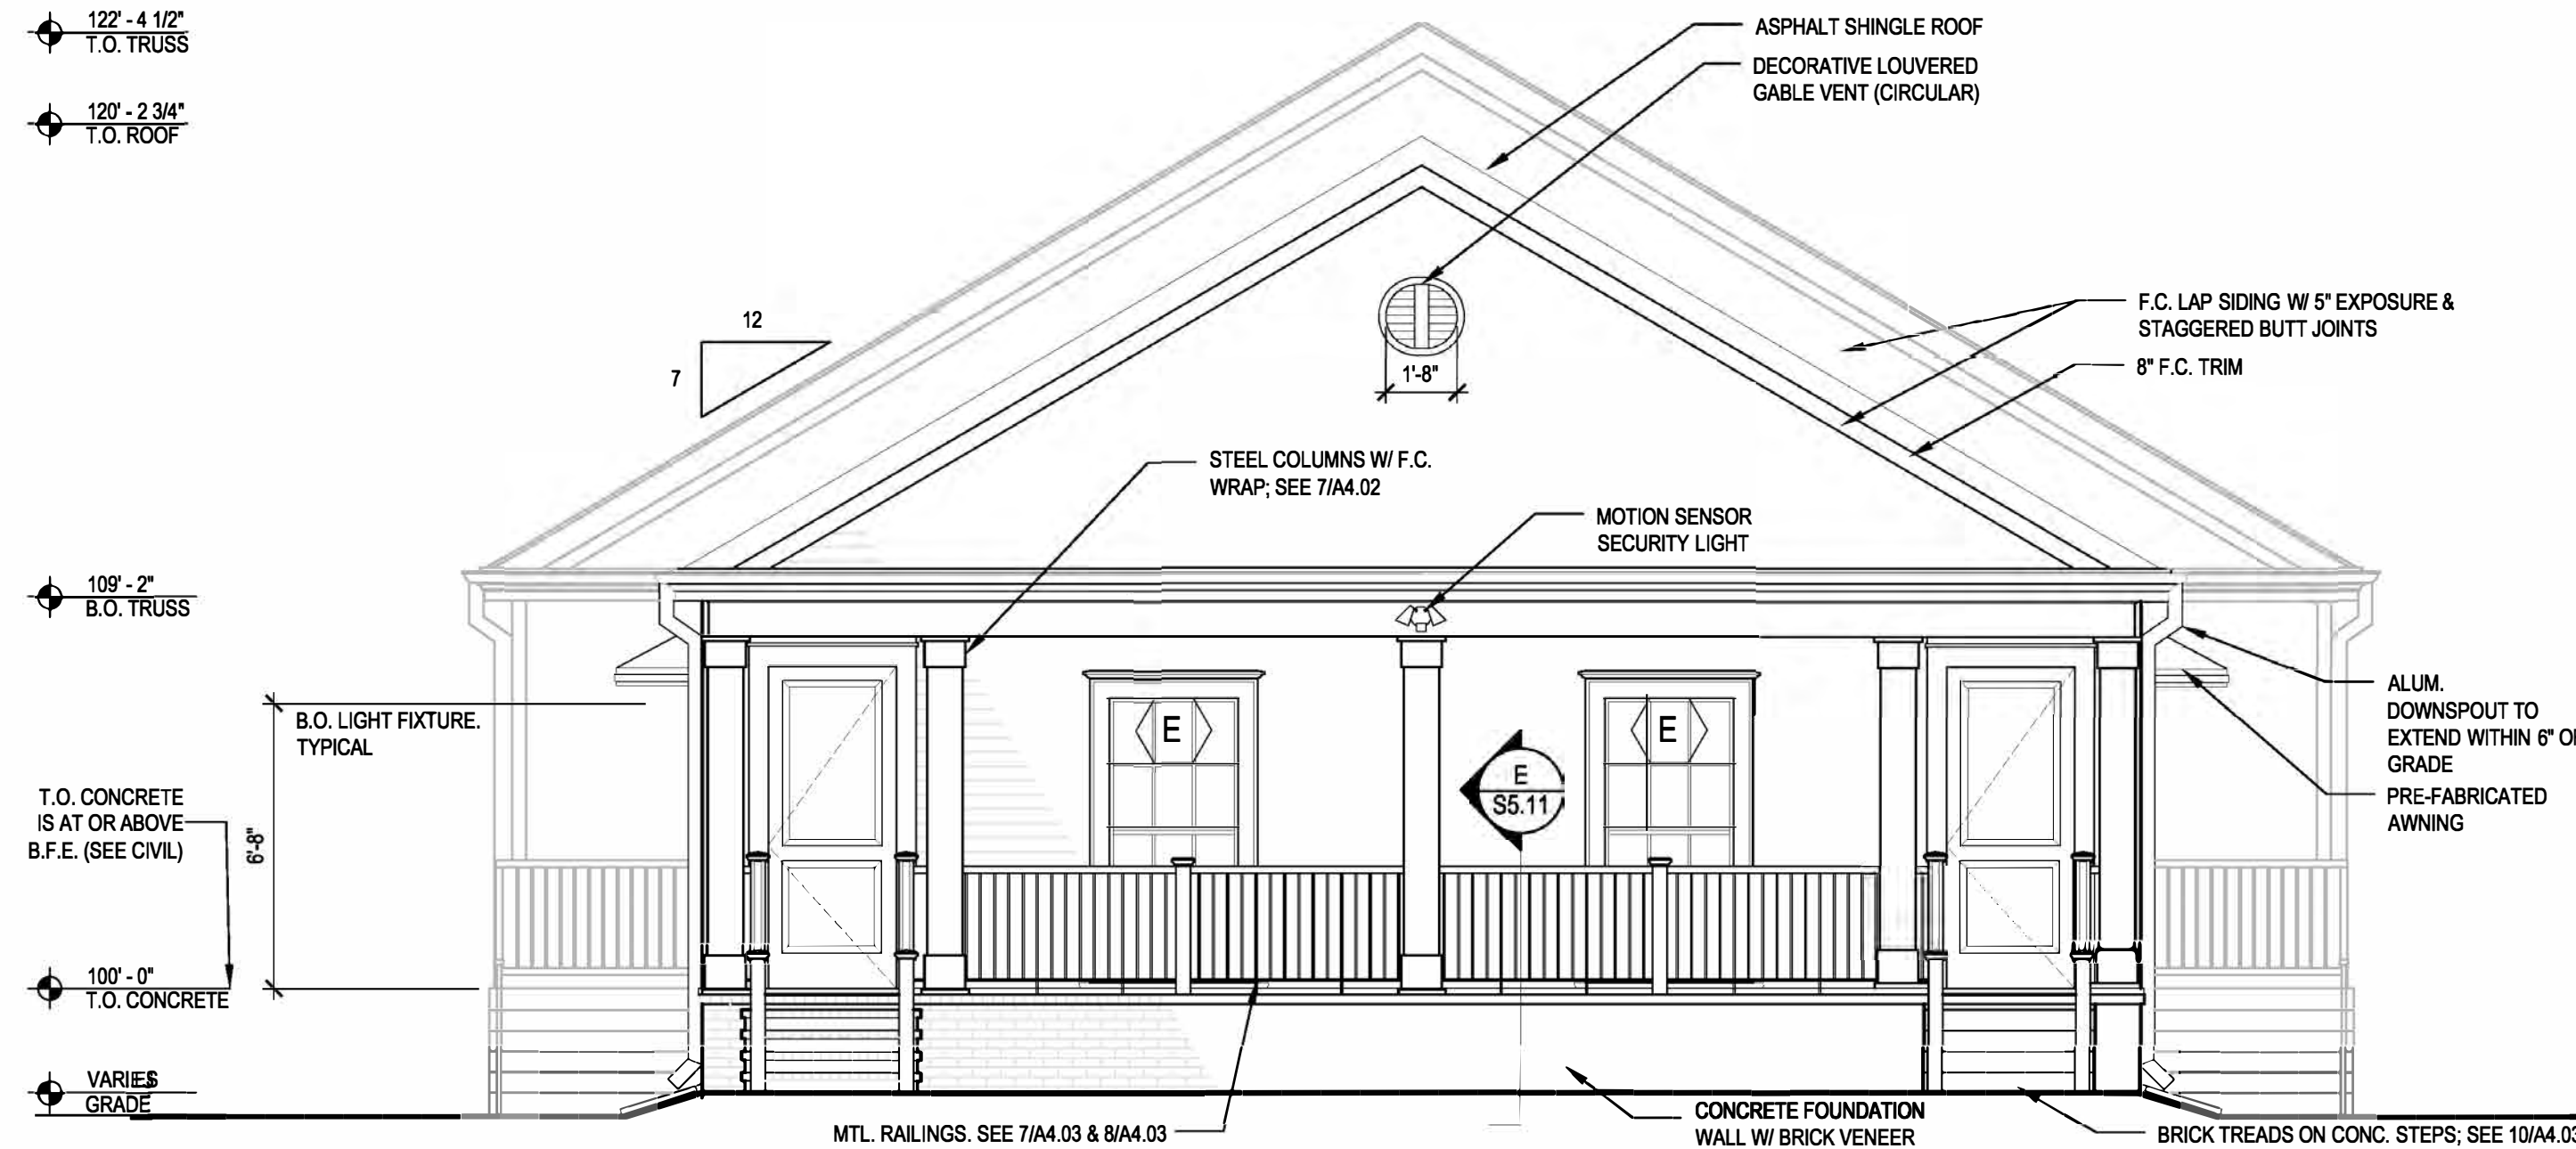 122' - 4 1/2"
T.O. TRUSS
120' - 2 3/4"
T.O. ROOF
109' - 2"
B.O. TRUSS
B.O. LIGHT FIXTURE.
TYPICAL
6'-8"
T.O. CONCRETE
IS AT OR ABOVE
B.F.E. (SEE CIVIL)
100' - 0"
T.O. CONCRETE
VARIES
GRADE
12
7
ASPHALT SHINGLE ROOF
DECORATIVE LOUVERED
GABLE VENT (CIRCULAR)
1'-8"
F.C. LAP SIDING W/ 5" EXPOSURE &
STAGGERED BUTT JOINTS
8" F.C. TRIM
STEEL COLUMNS W/ F.C.
WRAP; SEE 7/A4.02
MOTION SENSOR
SECURITY LIGHT
E
E
E
S5.11
ALUM.
DOWNSPOUT TO
EXTEND WITHIN 6" OF
GRADE
PRE-FABRICATED
AWNING
MTL. RAILINGS. SEE 7/A4.03 & 8/A4.03
CONCRETE FOUNDATION
WALL W/ BRICK VENEER
BRICK TREADS ON CONC. STEPS; SEE 10/A4.03